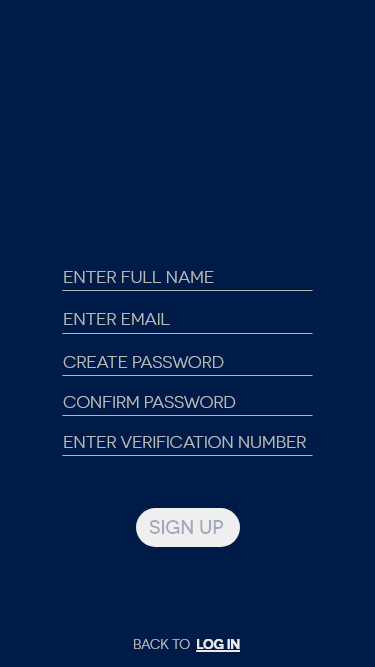 ENTER FULL NAME
ENTER EMAIL
CREATE PASSWORD
CONFIRM PASSWORD
ENTER VERIFICATION NUMBER
SIGN UP
BACK TO LOG IN